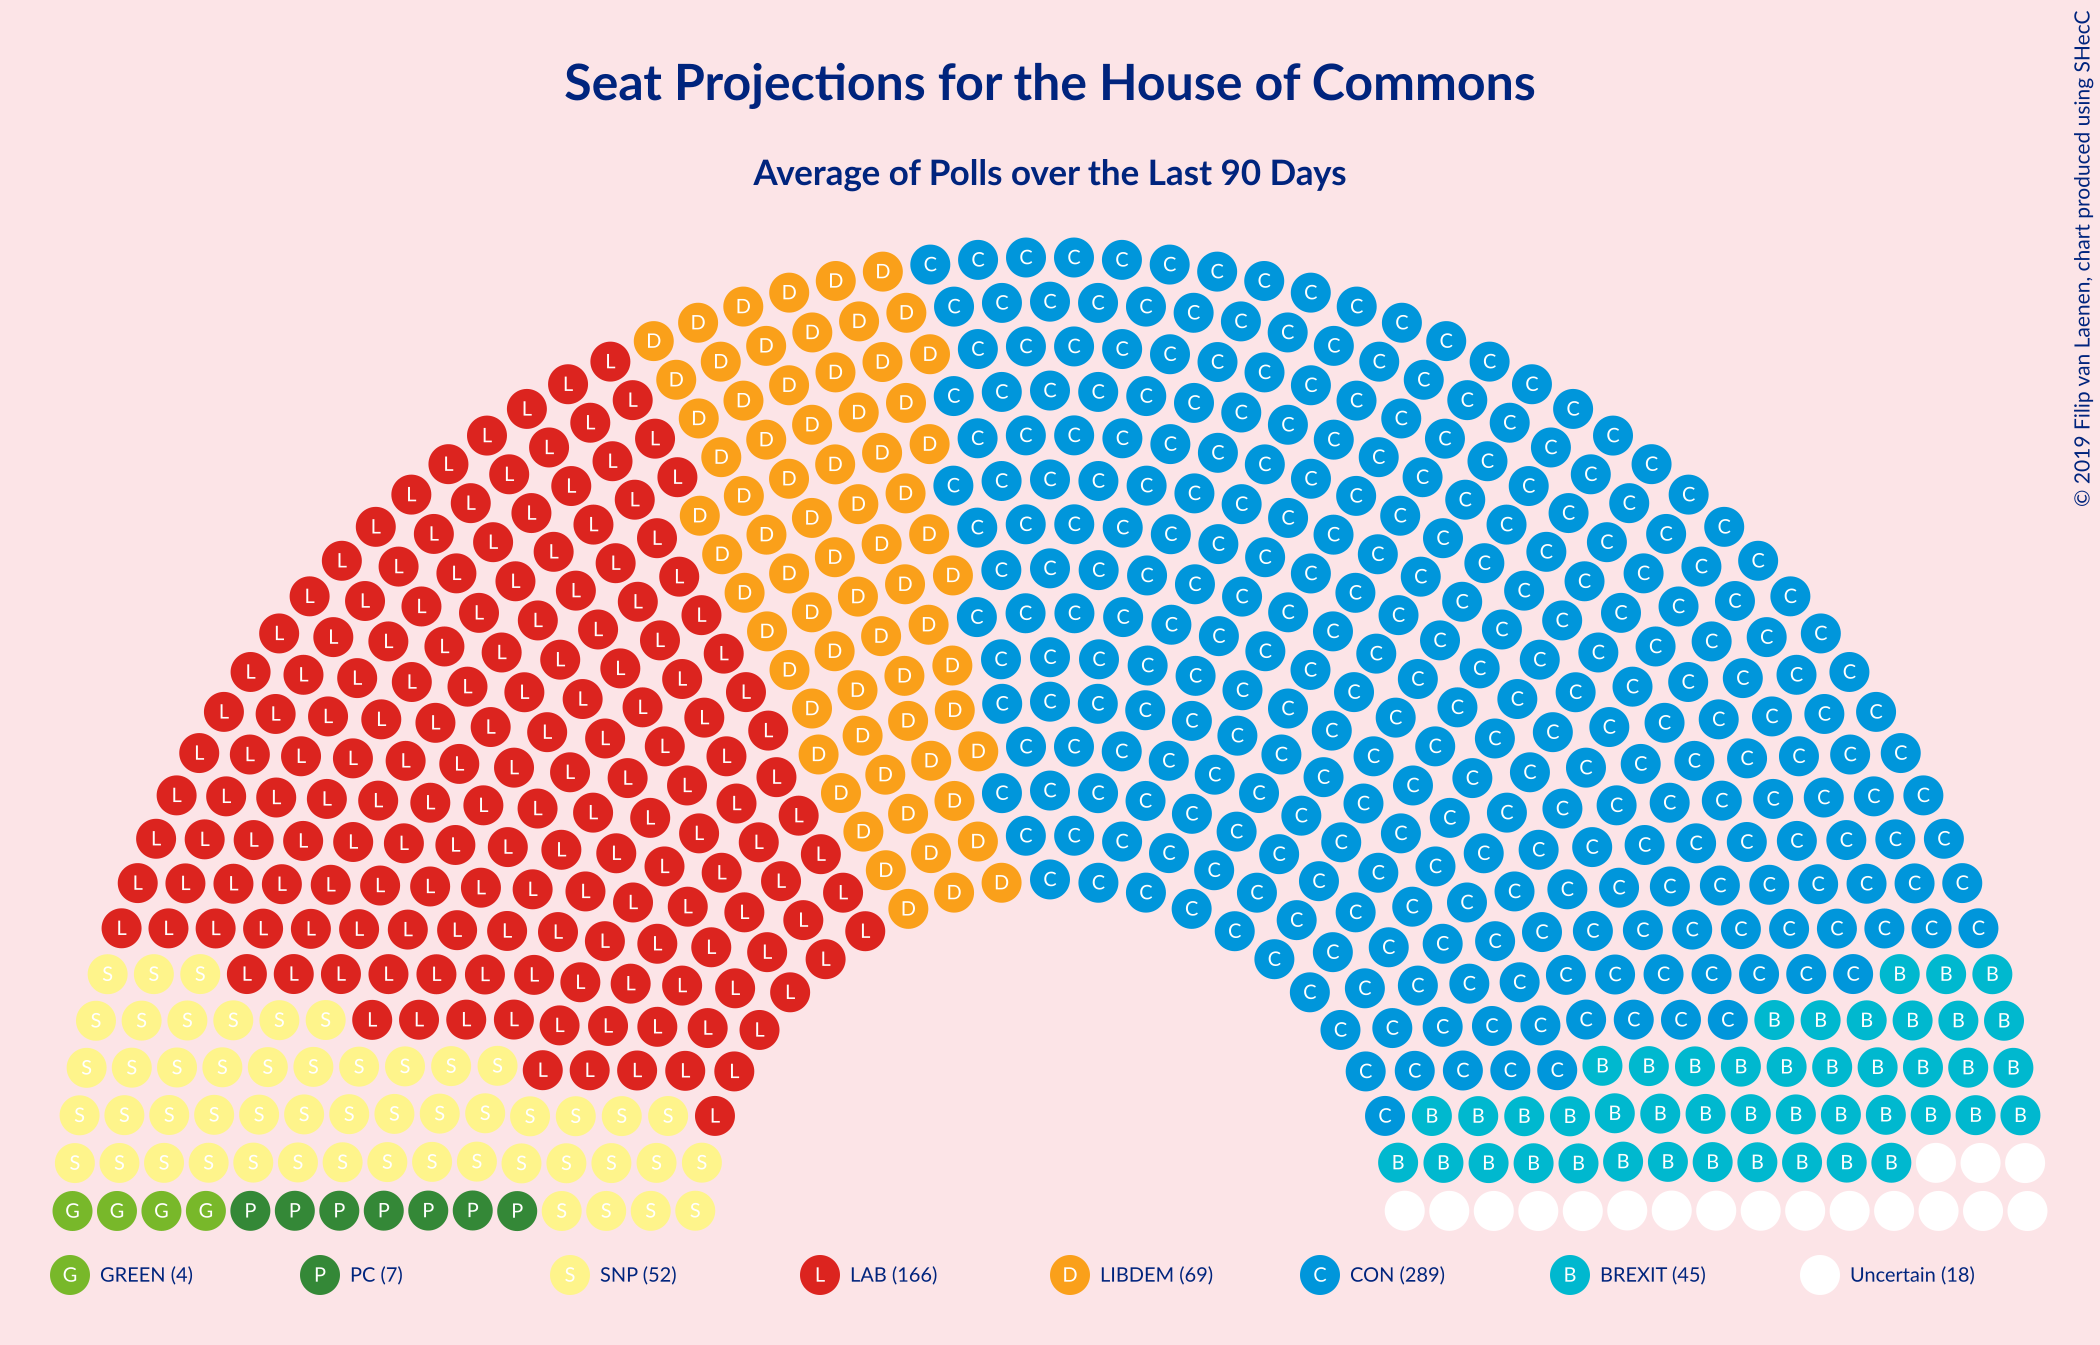 Seat Projections for the House of Commons
Average of Polls over the Last 90 Days
© 2019 Filip van Laenen, chart produced using SHecC
G GREEN (4)
P PC (7)
S SNP (52)
L LAB (166)
D LIBDEM (69)
C CON (289)
B BREXIT (45)
Uncertain (18)